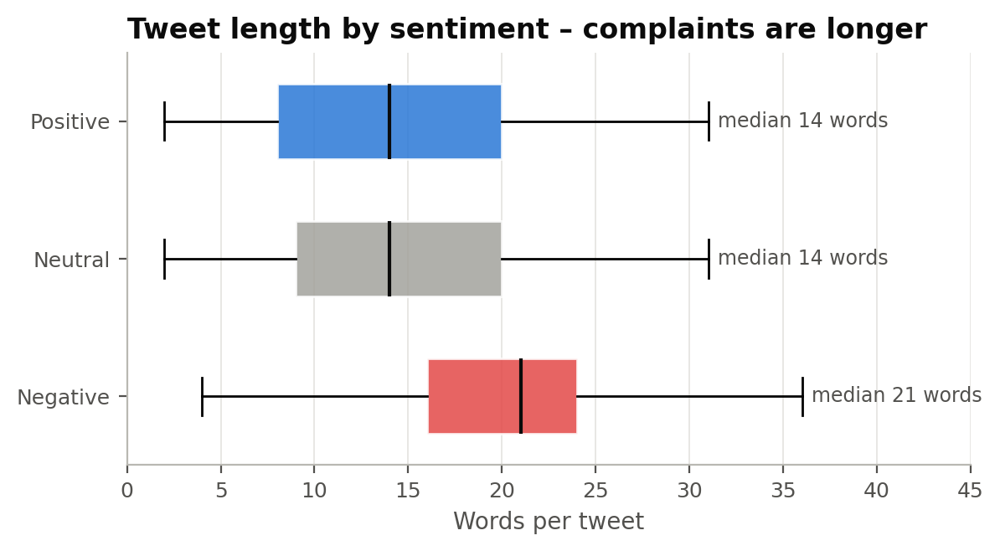 Tweet length by sentiment – complaints are longer
Positive
median 14 words
Neutral
median 14 words
Negative
median 21 words
0 5 10 15 20 25 30 35 40 45
Words per tweet